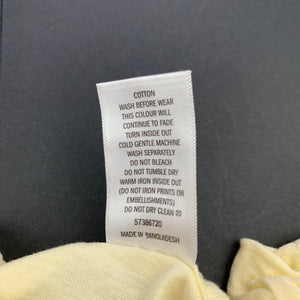 COTTON
WASH BEFORE WEAR
THIS COLOUR WILL
CONTINUE TO FADE
TURN INSIDE OUT
COLD GENTLE MACHINE
WASH SEPARATELY
DO NOT BLEACH
DO NOT TUMBLE DRY
WARM IRON INSIDE OUT
(DO NOT IRON PRINTS OR
EMBELLISHMENTS)
DO NOT DRY CLEAN ⓧ
57386720
MADE IN BANGLADESH